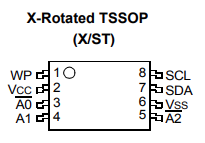 X-Rotated TSSOP
(X/ST)
WP 1 8 SCL
VCC 2 7 SDA
A0 3 6 VSS
A1 4 5 A2